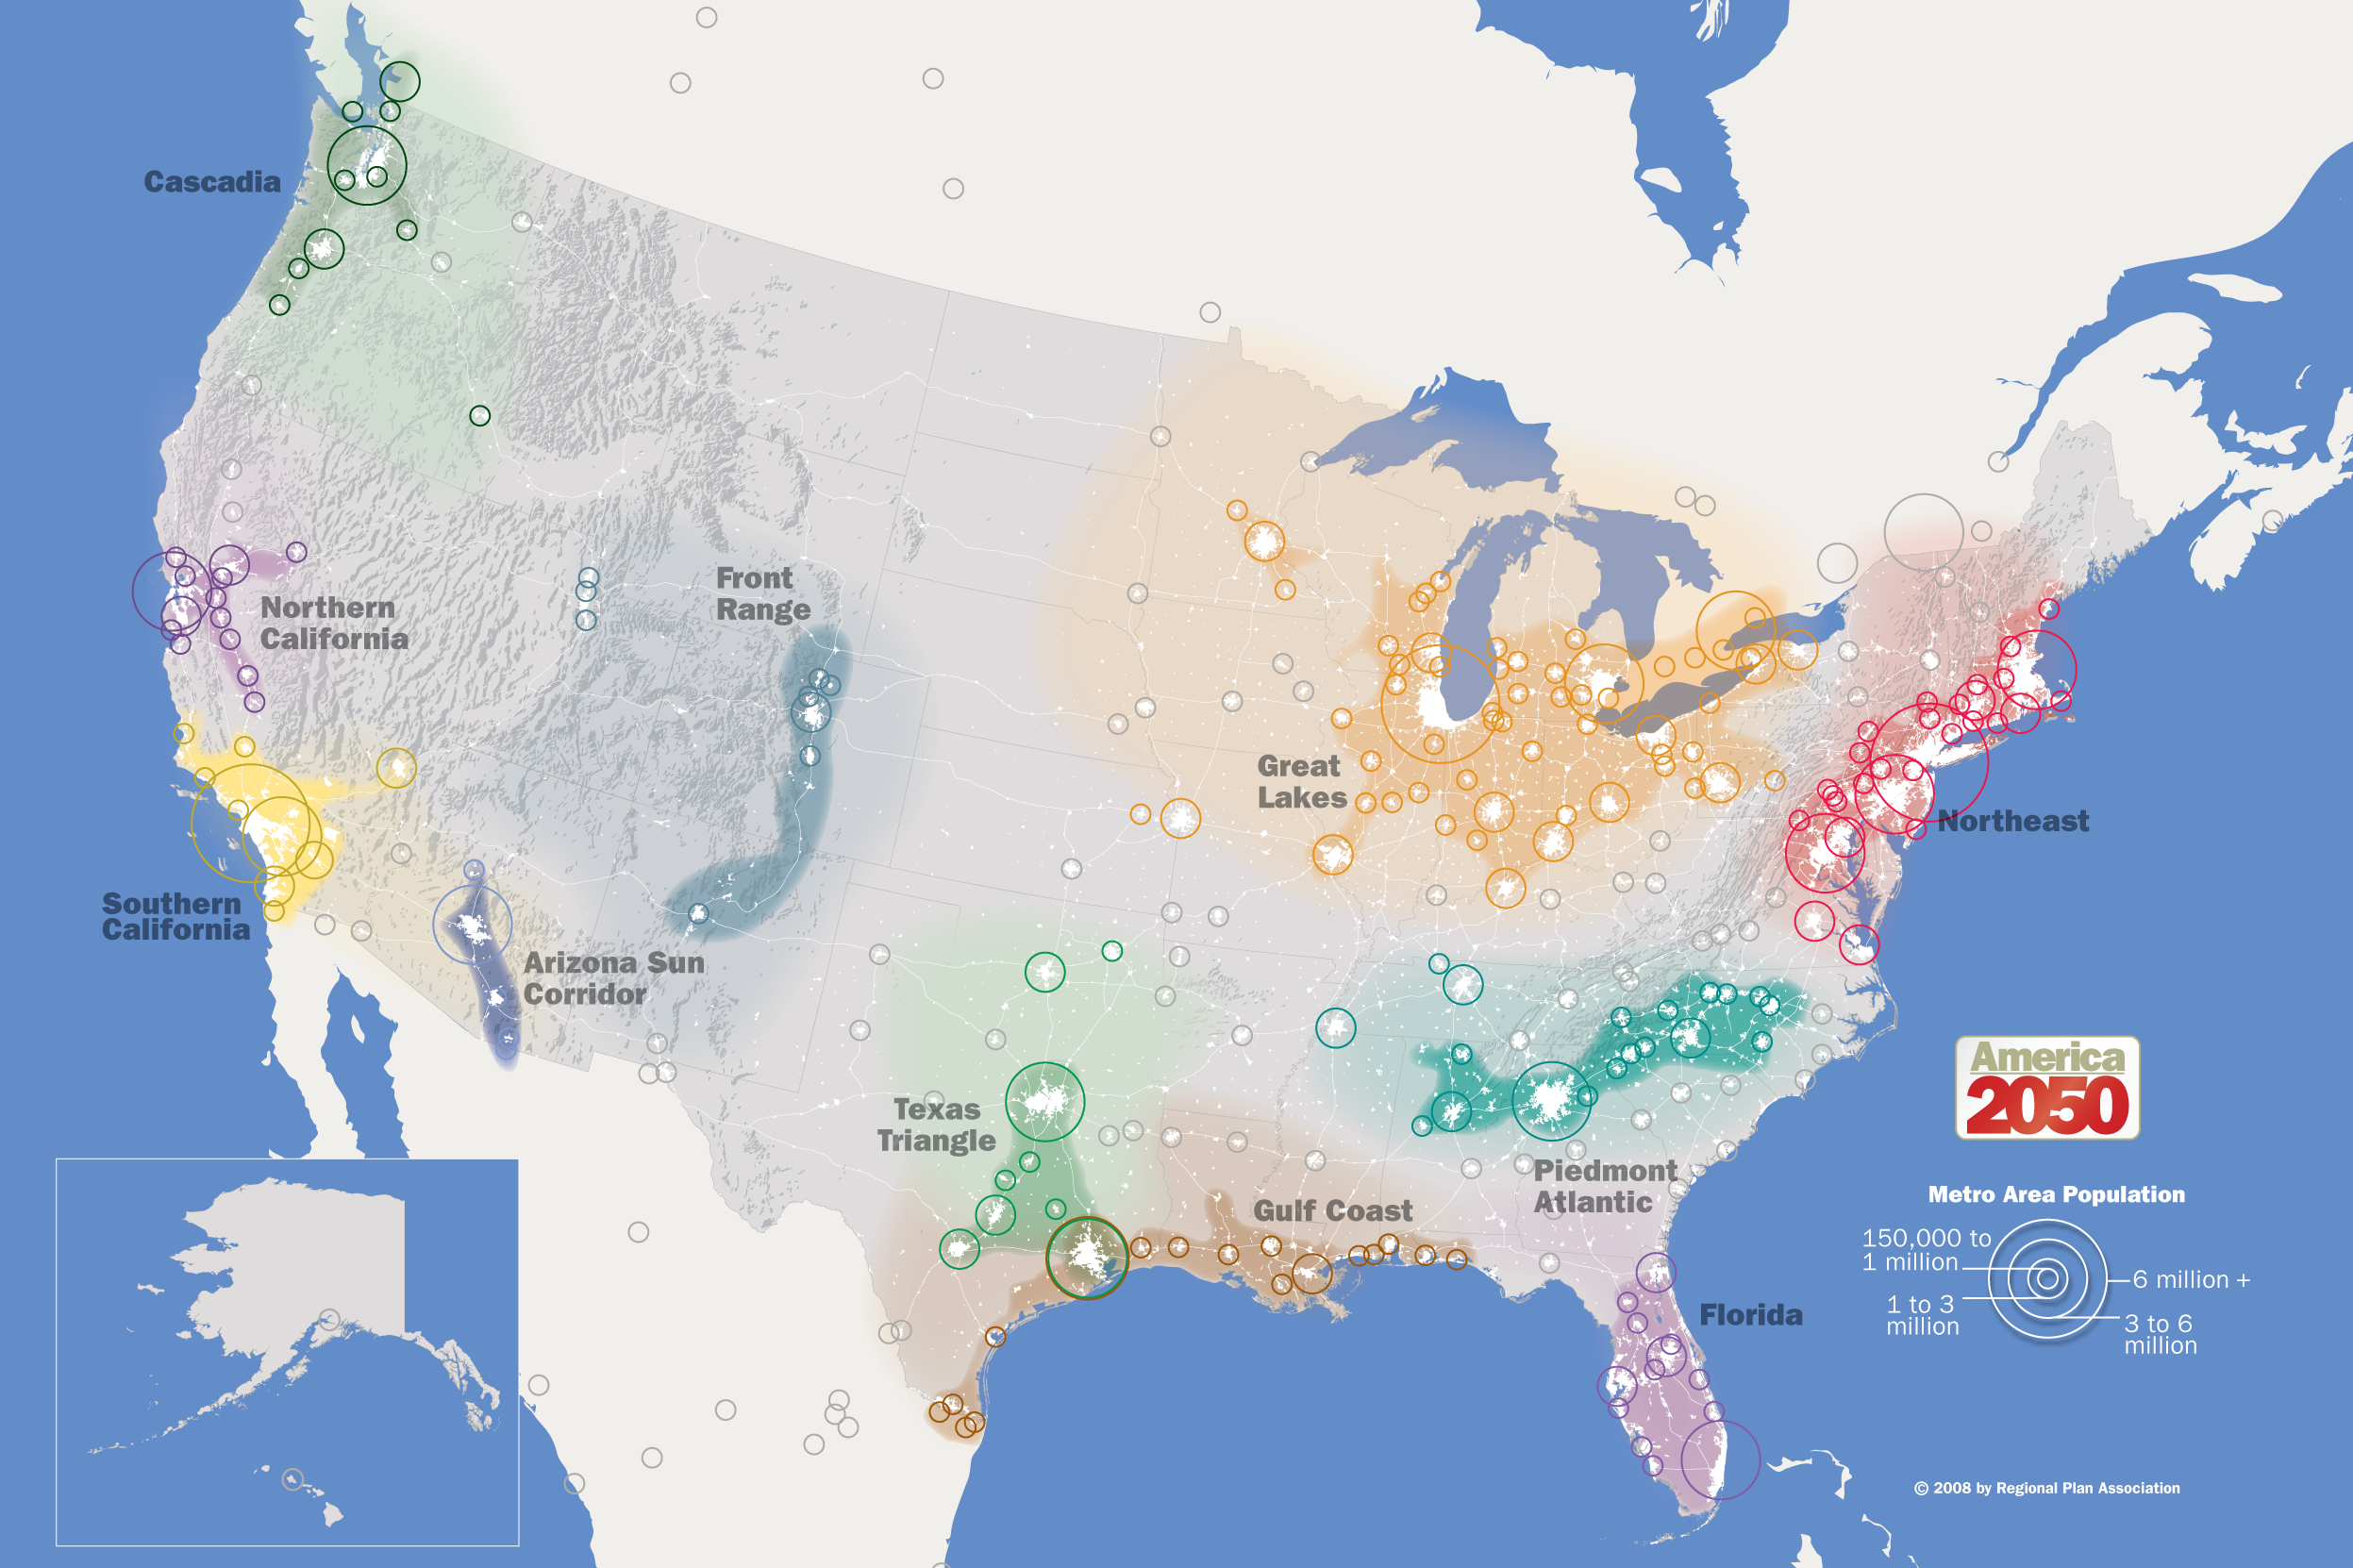 Cascadia
Front
Range
Northern
California
Great
Lakes
Northeast
Southern
California
Arizona Sun
Corridor
Texas
Triangle
Piedmont
Atlantic
Gulf Coast
Florida
America
2050
Metro Area Population
150,000 to
1 million
6 million +
1 to 3
million
3 to 6
million
© 2008 by Regional Plan Association